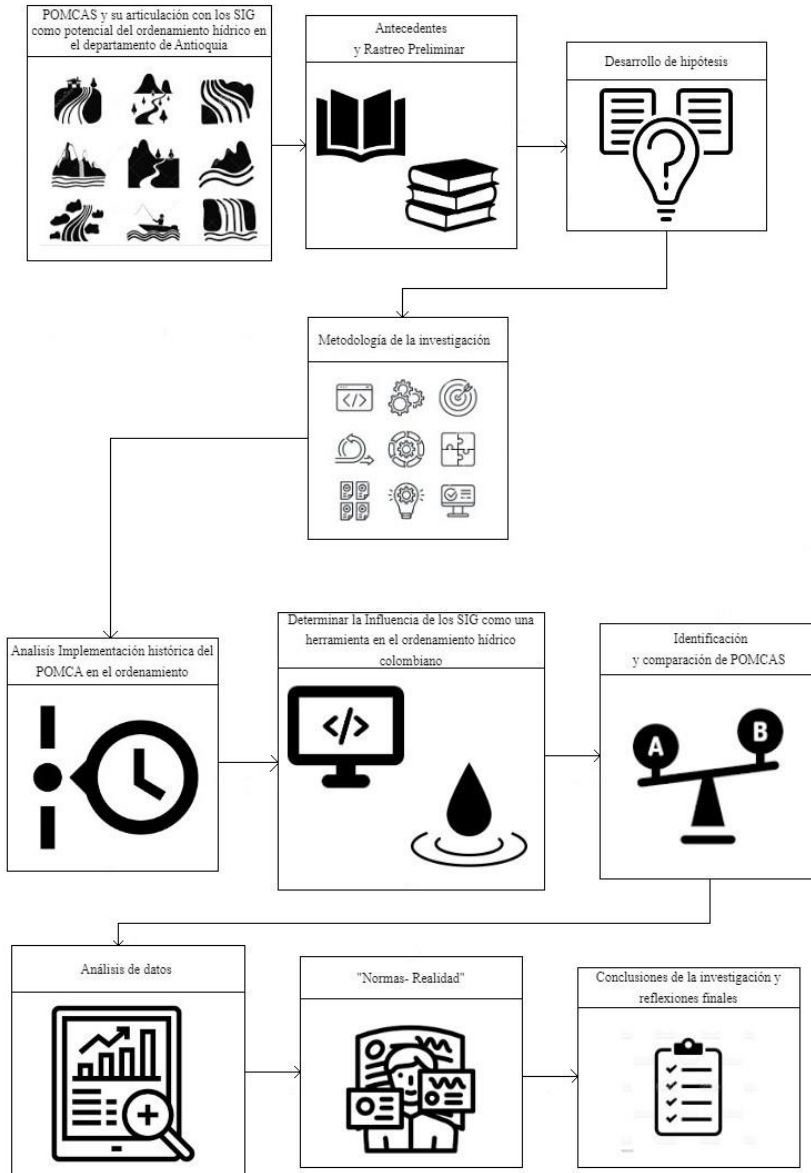 POMCAS y su articulación con los SIG
como potencial del ordenamiento hídrico en
el departamento de Antioquia
Antecedentes
y Rastreo Preliminar
Desarrollo de hipótesis
Metodología de la investigación
</>
Analisís Implementación histórica del
POMCA en el ordenamiento
Determinar la Influencia de los SIG como una
herramienta en el ordenamiento hídrico
colombiano
</>
Identificación
y comparación de POMCAS
A
B
Análisis de datos
"Normas- Realidad"
Conclusiones de la investigación y
reflexiones finales